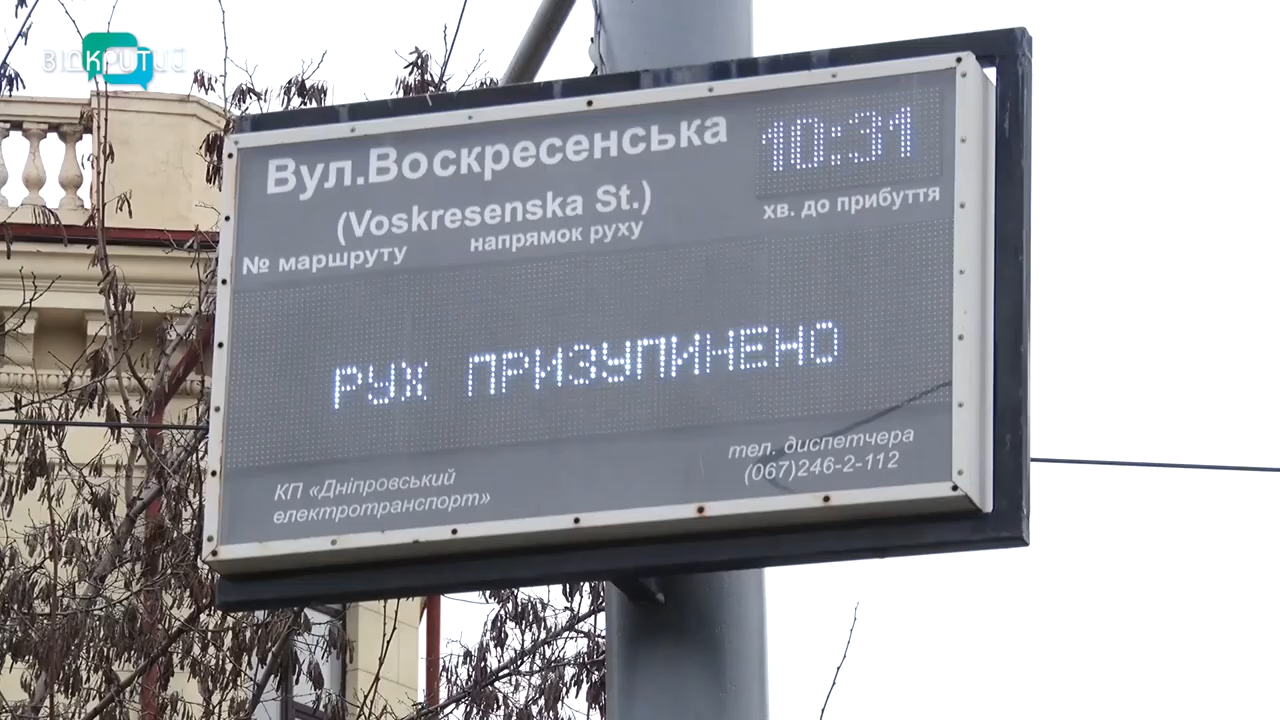 ВІДКРИТИЙ
Вул.Воскресенська
10:31
(Voskresenska St.)
хв. до прибуття
№ маршруту
напрямок руху
РУХ ПРИЗУПИНЕНО
тел. диспетчера
(067)246-2-112
КП «Дніпровський
електротранспорт»